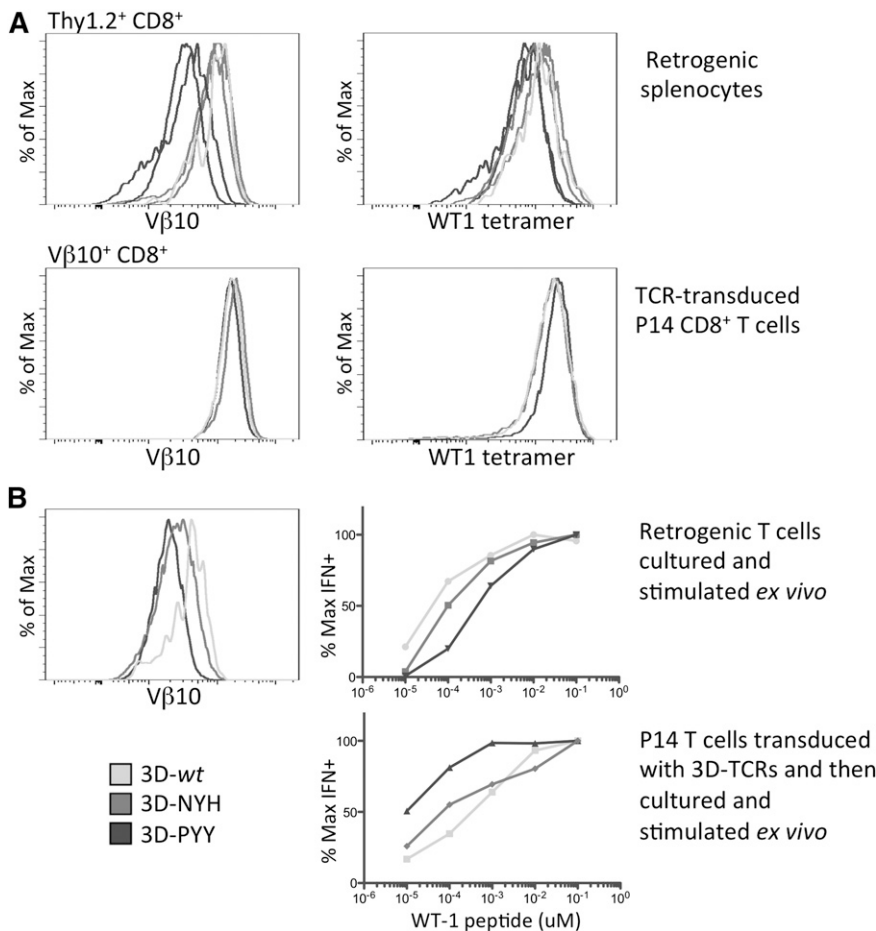 A
Thy1.2⁺ CD8⁺
% of Max
Vβ10
% of Max
WT1 tetramer
Retrogenic
splenocytes
Vβ10⁺ CD8⁺
% of Max
Vβ10
% of Max
WT1 tetramer
TCR-transduced
P14 CD8⁺ T cells
B
% of Max
Vβ10
% Max IFN+
100
50
0
10⁻⁶ 10⁻⁵ 10⁻⁴ 10⁻³ 10⁻² 10⁻¹ 10⁰
Retrogenic T cells
cultured and
stimulated ex vivo
3D-wt
3D-NYH
3D-PYY
% Max IFN+
100
50
0
10⁻⁶ 10⁻⁵ 10⁻⁴ 10⁻³ 10⁻² 10⁻¹ 10⁰
WT-1 peptide (uM)
P14 T cells transduced
with 3D-TCRs and then
cultured and
stimulated ex vivo